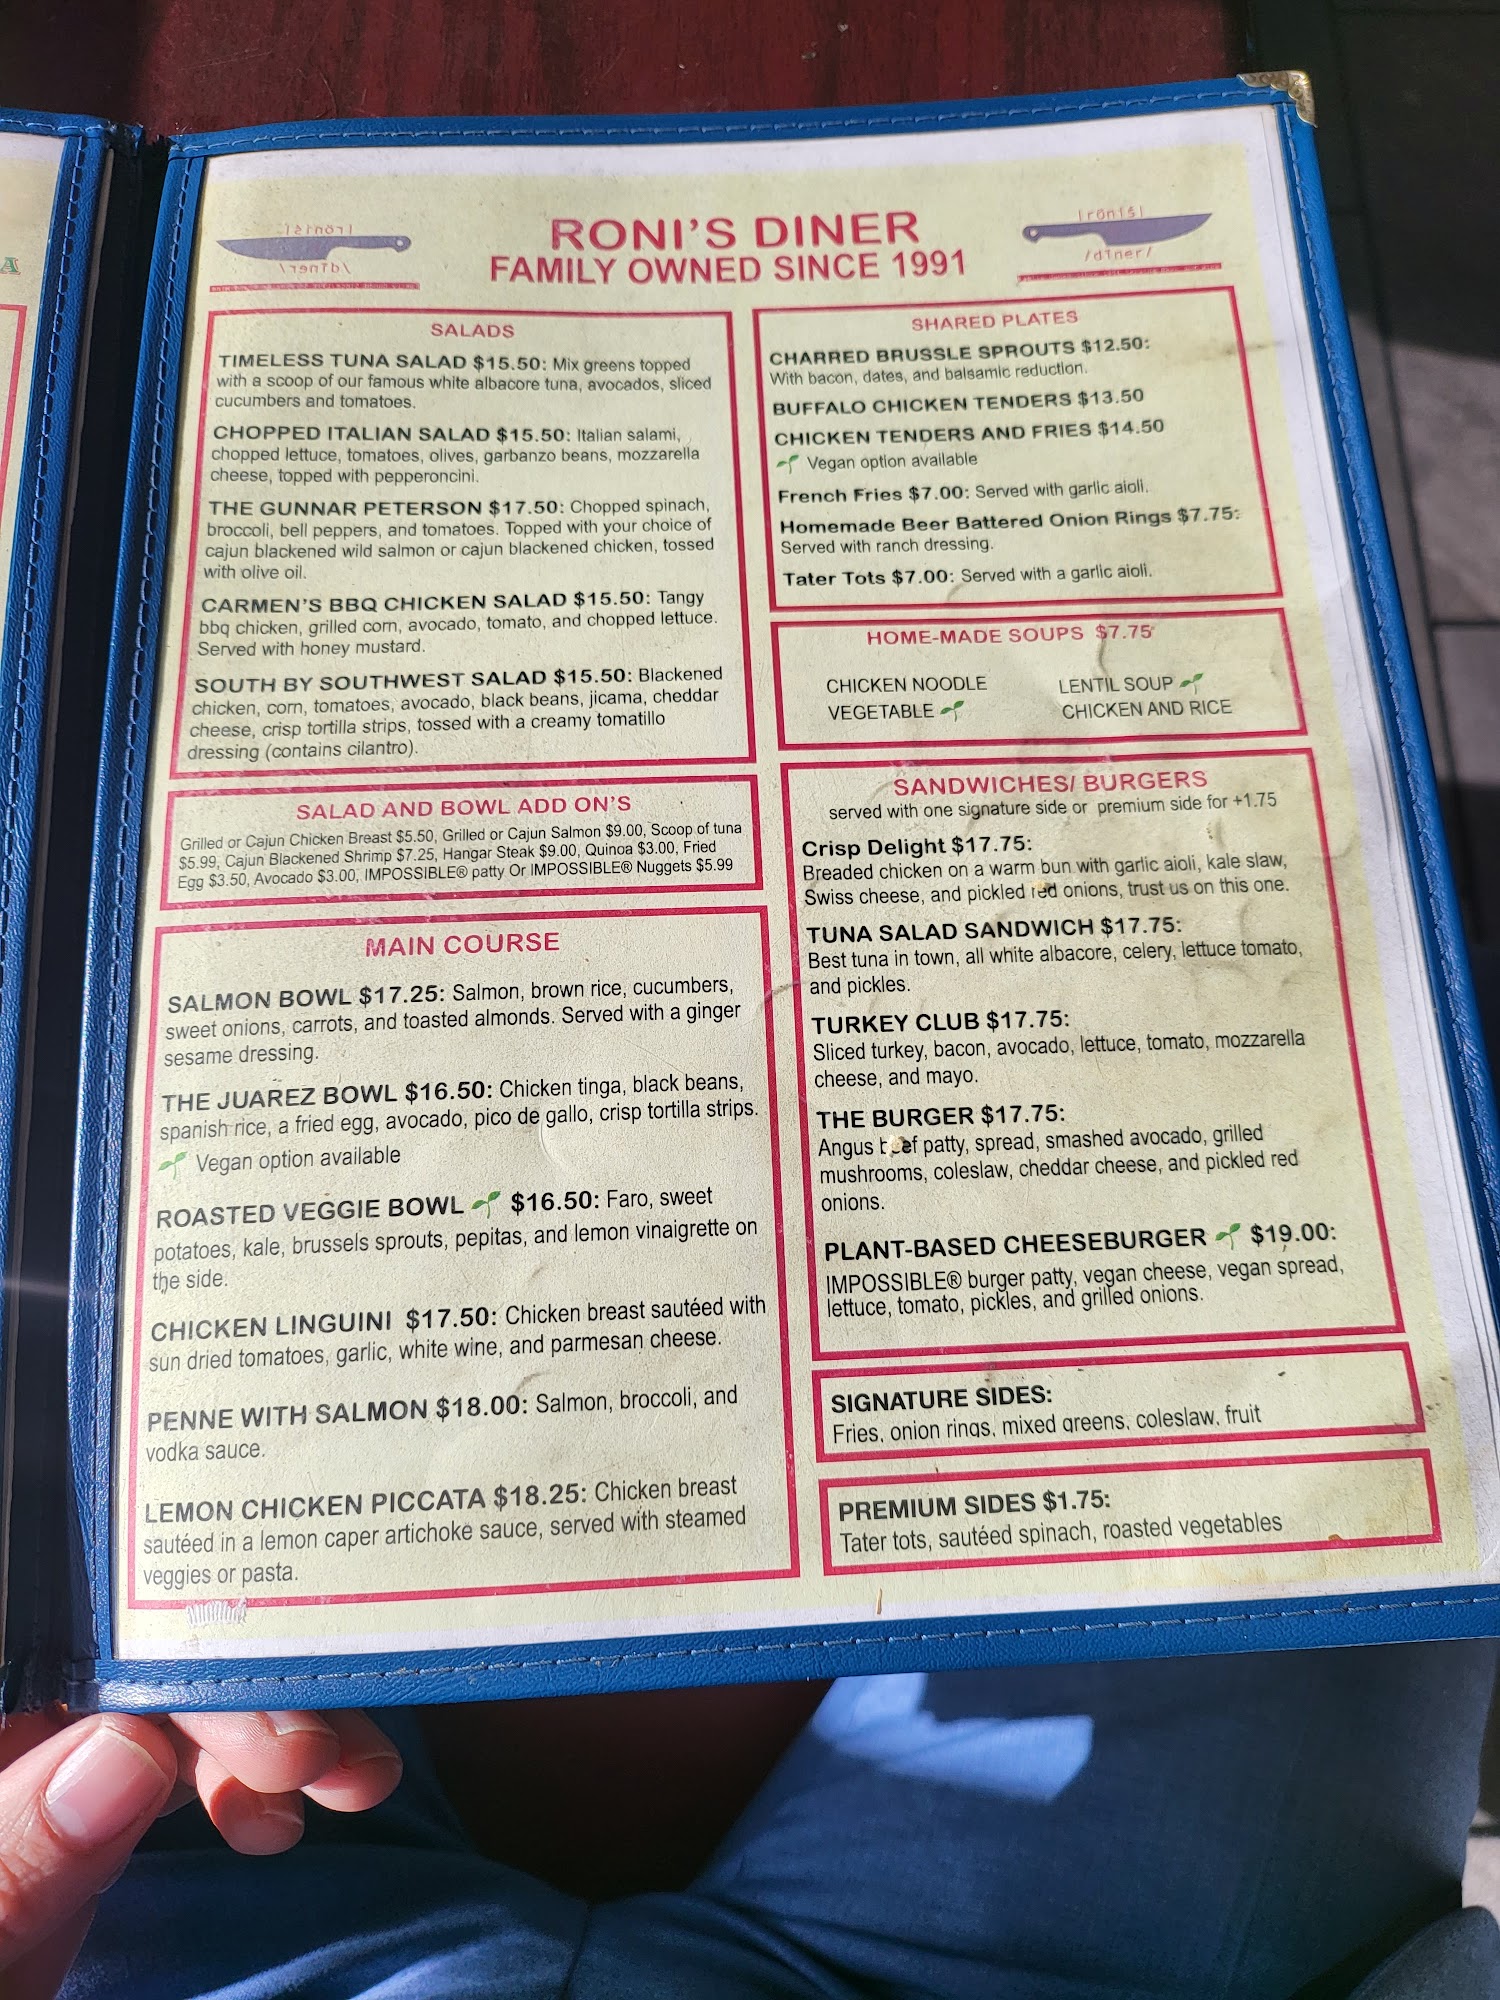 A
|rōnis|
/dīner/
RONI'S DINER
FAMILY OWNED SINCE 1991
|rōnis|
/dīner/
SALADS
TIMELESS TUNA SALAD $15.50: Mix greens topped
with a scoop of our famous white albacore tuna, avocados, sliced
cucumbers and tomatoes.
CHOPPED ITALIAN SALAD $15.50: Italian salami,
chopped lettuce, tomatoes, olives, garbanzo beans, mozzarella
cheese, topped with pepperoncini.
THE GUNNAR PETERSON $17.50: Chopped spinach,
broccoli, bell peppers, and tomatoes. Topped with your choice of
cajun blackened wild salmon or cajun blackened chicken, tossed
with olive oil.
CARMEN'S BBQ CHICKEN SALAD $15.50: Tangy
bbq chicken, grilled corn, avocado, tomato, and chopped lettuce.
Served with honey mustard.
SOUTH BY SOUTHWEST SALAD $15.50: Blackened
chicken, corn, tomatoes, avocado, black beans, jicama, cheddar
cheese, crisp tortilla strips, tossed with a creamy tomatillo
dressing (contains cilantro).
SALAD AND BOWL ADD ON'S
Grilled or Cajun Chicken Breast $5.50, Grilled or Cajun Salmon $9.00, Scoop of tuna
$5.99, Cajun Blackened Shrimp $7.25, Hangar Steak $9.00, Quinoa $3.00, Fried
Egg $3.50, Avocado $3.00, IMPOSSIBLE® patty Or IMPOSSIBLE® Nuggets $5.99
MAIN COURSE
SALMON BOWL $17.25: Salmon, brown rice, cucumbers,
sweet onions, carrots, and toasted almonds. Served with a ginger
sesame dressing.
THE JUAREZ BOWL $16.50: Chicken tinga, black beans,
spanish rice, a fried egg, avocado, pico de gallo, crisp tortilla strips.
Vegan option available
ROASTED VEGGIE BOWL $16.50: Faro, sweet
potatoes, kale, brussels sprouts, pepitas, and lemon vinaigrette on
the side.
CHICKEN LINGUINI $17.50: Chicken breast sautéed with
sun dried tomatoes, garlic, white wine, and parmesan cheese.
PENNE WITH SALMON $18.00: Salmon, broccoli, and
vodka sauce.
LEMON CHICKEN PICCATA $18.25: Chicken breast
sautéed in a lemon caper artichoke sauce, served with steamed
veggies or pasta.
SHARED PLATES
CHARRED BRUSSLE SPROUTS $12.50:
With bacon, dates, and balsamic reduction.
BUFFALO CHICKEN TENDERS $13.50
CHICKEN TENDERS AND FRIES $14.50
Vegan option available
French Fries $7.00: Served with garlic aioli.
Homemade Beer Battered Onion Rings $7.75:
Served with ranch dressing.
Tater Tots $7.00: Served with a garlic aioli.
HOME-MADE SOUPS $7.75
CHICKEN NOODLE LENTIL SOUP
VEGETABLE CHICKEN AND RICE
SANDWICHES/ BURGERS
served with one signature side or premium side for +1.75
Crisp Delight $17.75:
Breaded chicken on a warm bun with garlic aioli, kale slaw,
Swiss cheese, and pickled red onions, trust us on this one.
TUNA SALAD SANDWICH $17.75:
Best tuna in town, all white albacore, celery, lettuce tomato,
and pickles.
TURKEY CLUB $17.75:
Sliced turkey, bacon, avocado, lettuce, tomato, mozzarella
cheese, and mayo.
THE BURGER $17.75:
Angus beef patty, spread, smashed avocado, grilled
mushrooms, coleslaw, cheddar cheese, and pickled red
onions.
PLANT-BASED CHEESEBURGER $19.00:
IMPOSSIBLE® burger patty, vegan cheese, vegan spread,
lettuce, tomato, pickles, and grilled onions.
SIGNATURE SIDES:
Fries, onion rings, mixed greens, coleslaw, fruit
PREMIUM SIDES $1.75:
Tater tots, sautéed spinach, roasted vegetables